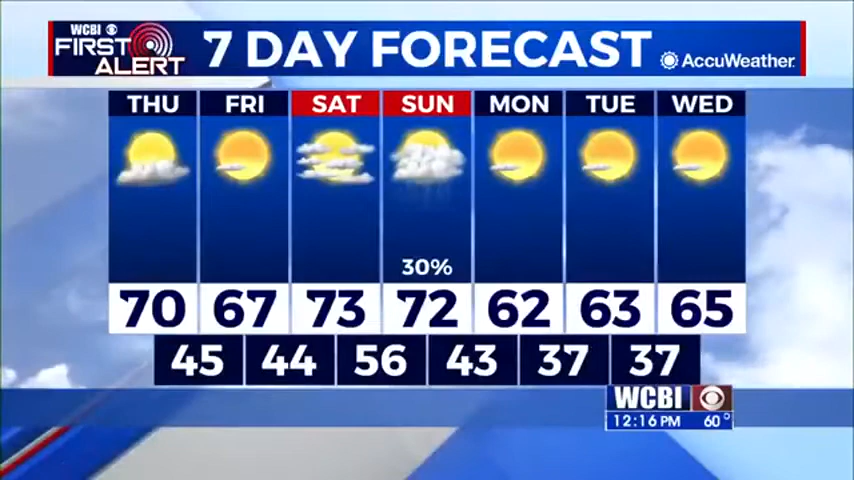 WCBI
FIRST
ALERT
7 DAY FORECAST
AccuWeather
THU FRI SAT SUN MON TUE WED
30%
70 67 73 72 62 63 65
45 44 56 43 37 37
WCBI
12:16 PM 60°